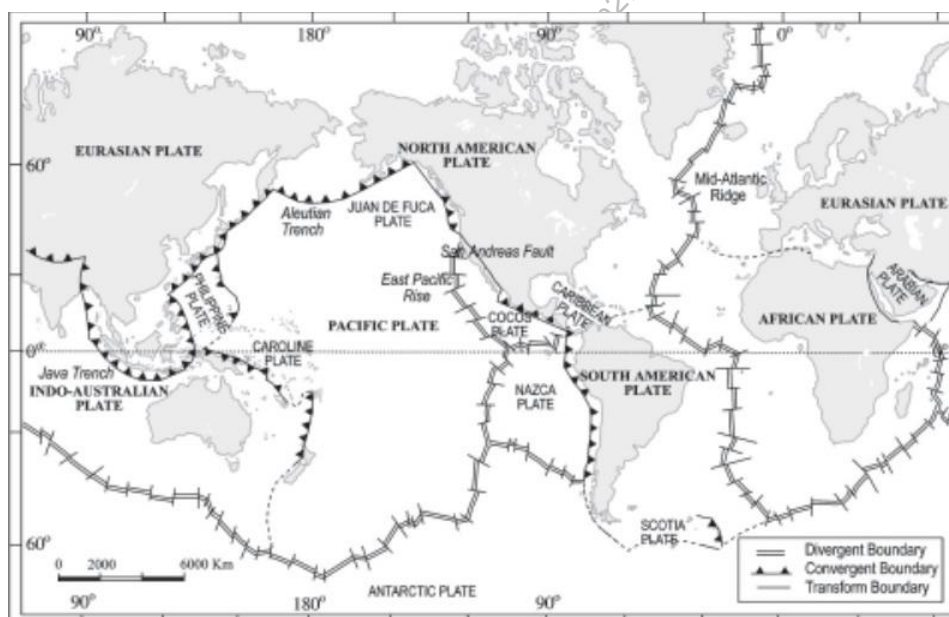 90°
180°
90°
0°
EURASIAN PLATE
NORTH AMERICAN
PLATE
60°
Mid-Atlantic
Ridge
Aleutian
Trench
JUAN DE FUCA
PLATE
EURASIAN PLATE
San Andreas Fault
East Pacific
Rise
PHILIPPINE
PLATE
CARIBBEAN
PLATE
ARABIAN
PLATE
COCOS
PLATE
PACIFIC PLATE
AFRICAN PLATE
CAROLINE
PLATE
0°
0°
Java Trench
INDO-AUSTRALIAN
PLATE
NAZCA
PLATE
SOUTH AMERICAN
PLATE
SCOTIA
PLATE
60°
0
2000
6000 Km
ANTARCTIC PLATE
Divergent Boundary
Convergent Boundary
Transform Boundary
90°
180°
90°
0°